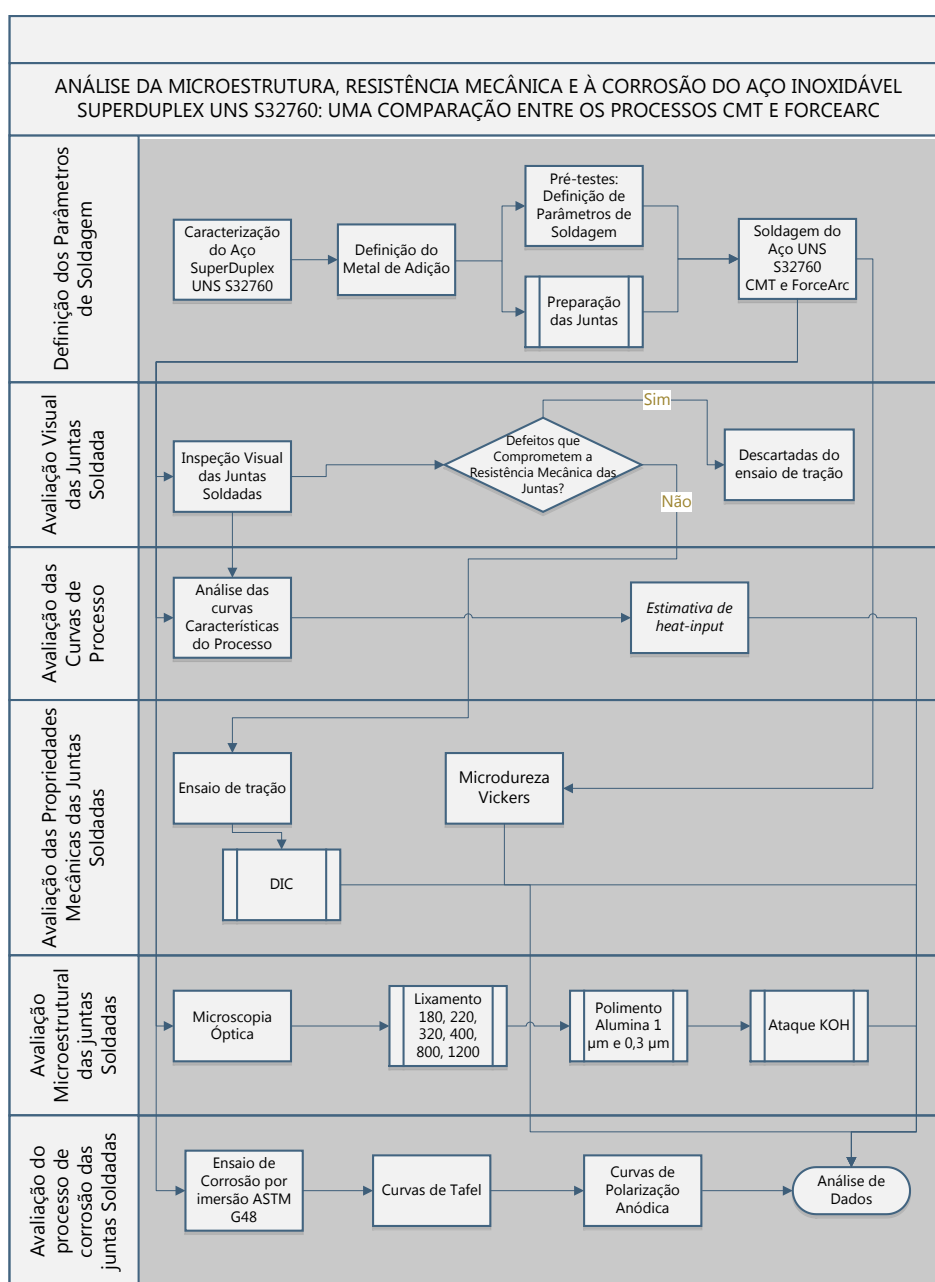 ANÁLISE DA MICROESTRUTURA, RESISTÊNCIA MECÂNICA E À CORROSÃO DO AÇO INOXIDÁVEL
SUPERDUPLEX UNS S32760: UMA COMPARAÇÃO ENTRE OS PROCESSOS CMT E FORCEARC
Definição dos Parâmetros
de Soldagem
Caracterização
do Aço
SuperDuplex
UNS S32760
Definição do
Metal de Adição
Pré-testes:
Definição de
Parâmetros de
Soldagem
Preparação
das Juntas
Soldagem do
Aço UNS
S32760
CMT e ForceArc
Avaliação Visual
das Juntas
Soldada
Inspeção Visual
das Juntas
Soldadas
Defeitos que
Comprometem a
Resistência Mecânica das
Juntas?
Sim
Não
Descartadas do
ensaio de tração
Avaliação das
Curvas de
Processo
Análise das
curvas
Características
do Processo
Estimativa de
heat-input
Avaliação das Propriedades
Mecânicas das Juntas
Soldadas
Ensaio de tração
DIC
Microdureza
Vickers
Avaliação
Microestrutural
das juntas
Soldadas
Microscopia
Óptica
Lixamento
180, 220,
320, 400,
800, 1200
Polimento
Alumina 1
µm e 0,3 µm
Ataque KOH
Avaliação do
processo de
corrosão das
juntas Soldadas
Ensaio de
Corrosão por
imersão ASTM
G48
Curvas de Tafel
Curvas de
Polarização
Anódica
Análise de
Dados